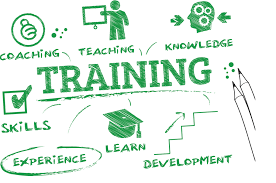 COACHING
TEACHING
KNOWLEDGE
TRAINING
SKILLS
LEARN
EXPERIENCE
DEVELOPMENT